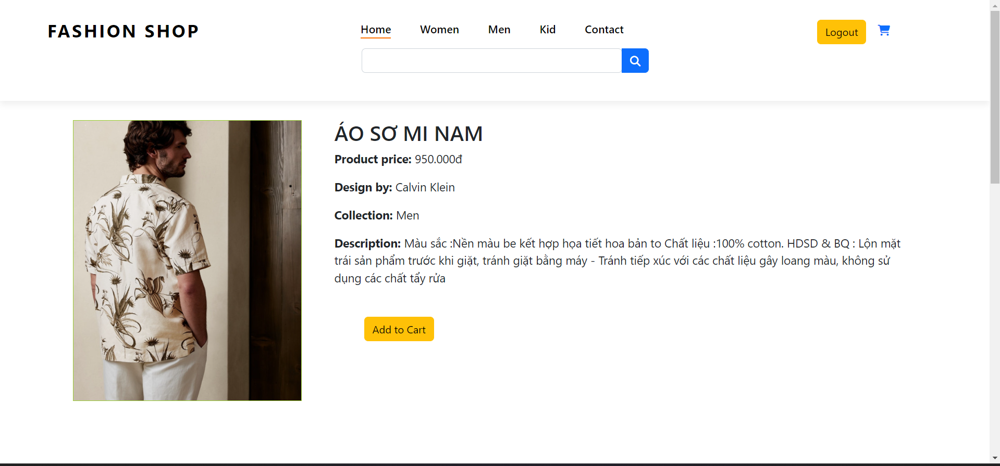 FASHION SHOP
Home Women Men Kid Contact
Logout
ÁO SƠ MI NAM
Product price: 950.000đ
Design by: Calvin Klein
Collection: Men
Description: Màu sắc :Nền màu be kết hợp họa tiết hoa bản to Chất liệu :100% cotton. HDSD & BQ : Lộn mặt
trái sản phẩm trước khi giặt, tránh giặt bằng máy - Tránh tiếp xúc với các chất liệu gây loang màu, không sử
dụng các chất tẩy rửa
Add to Cart